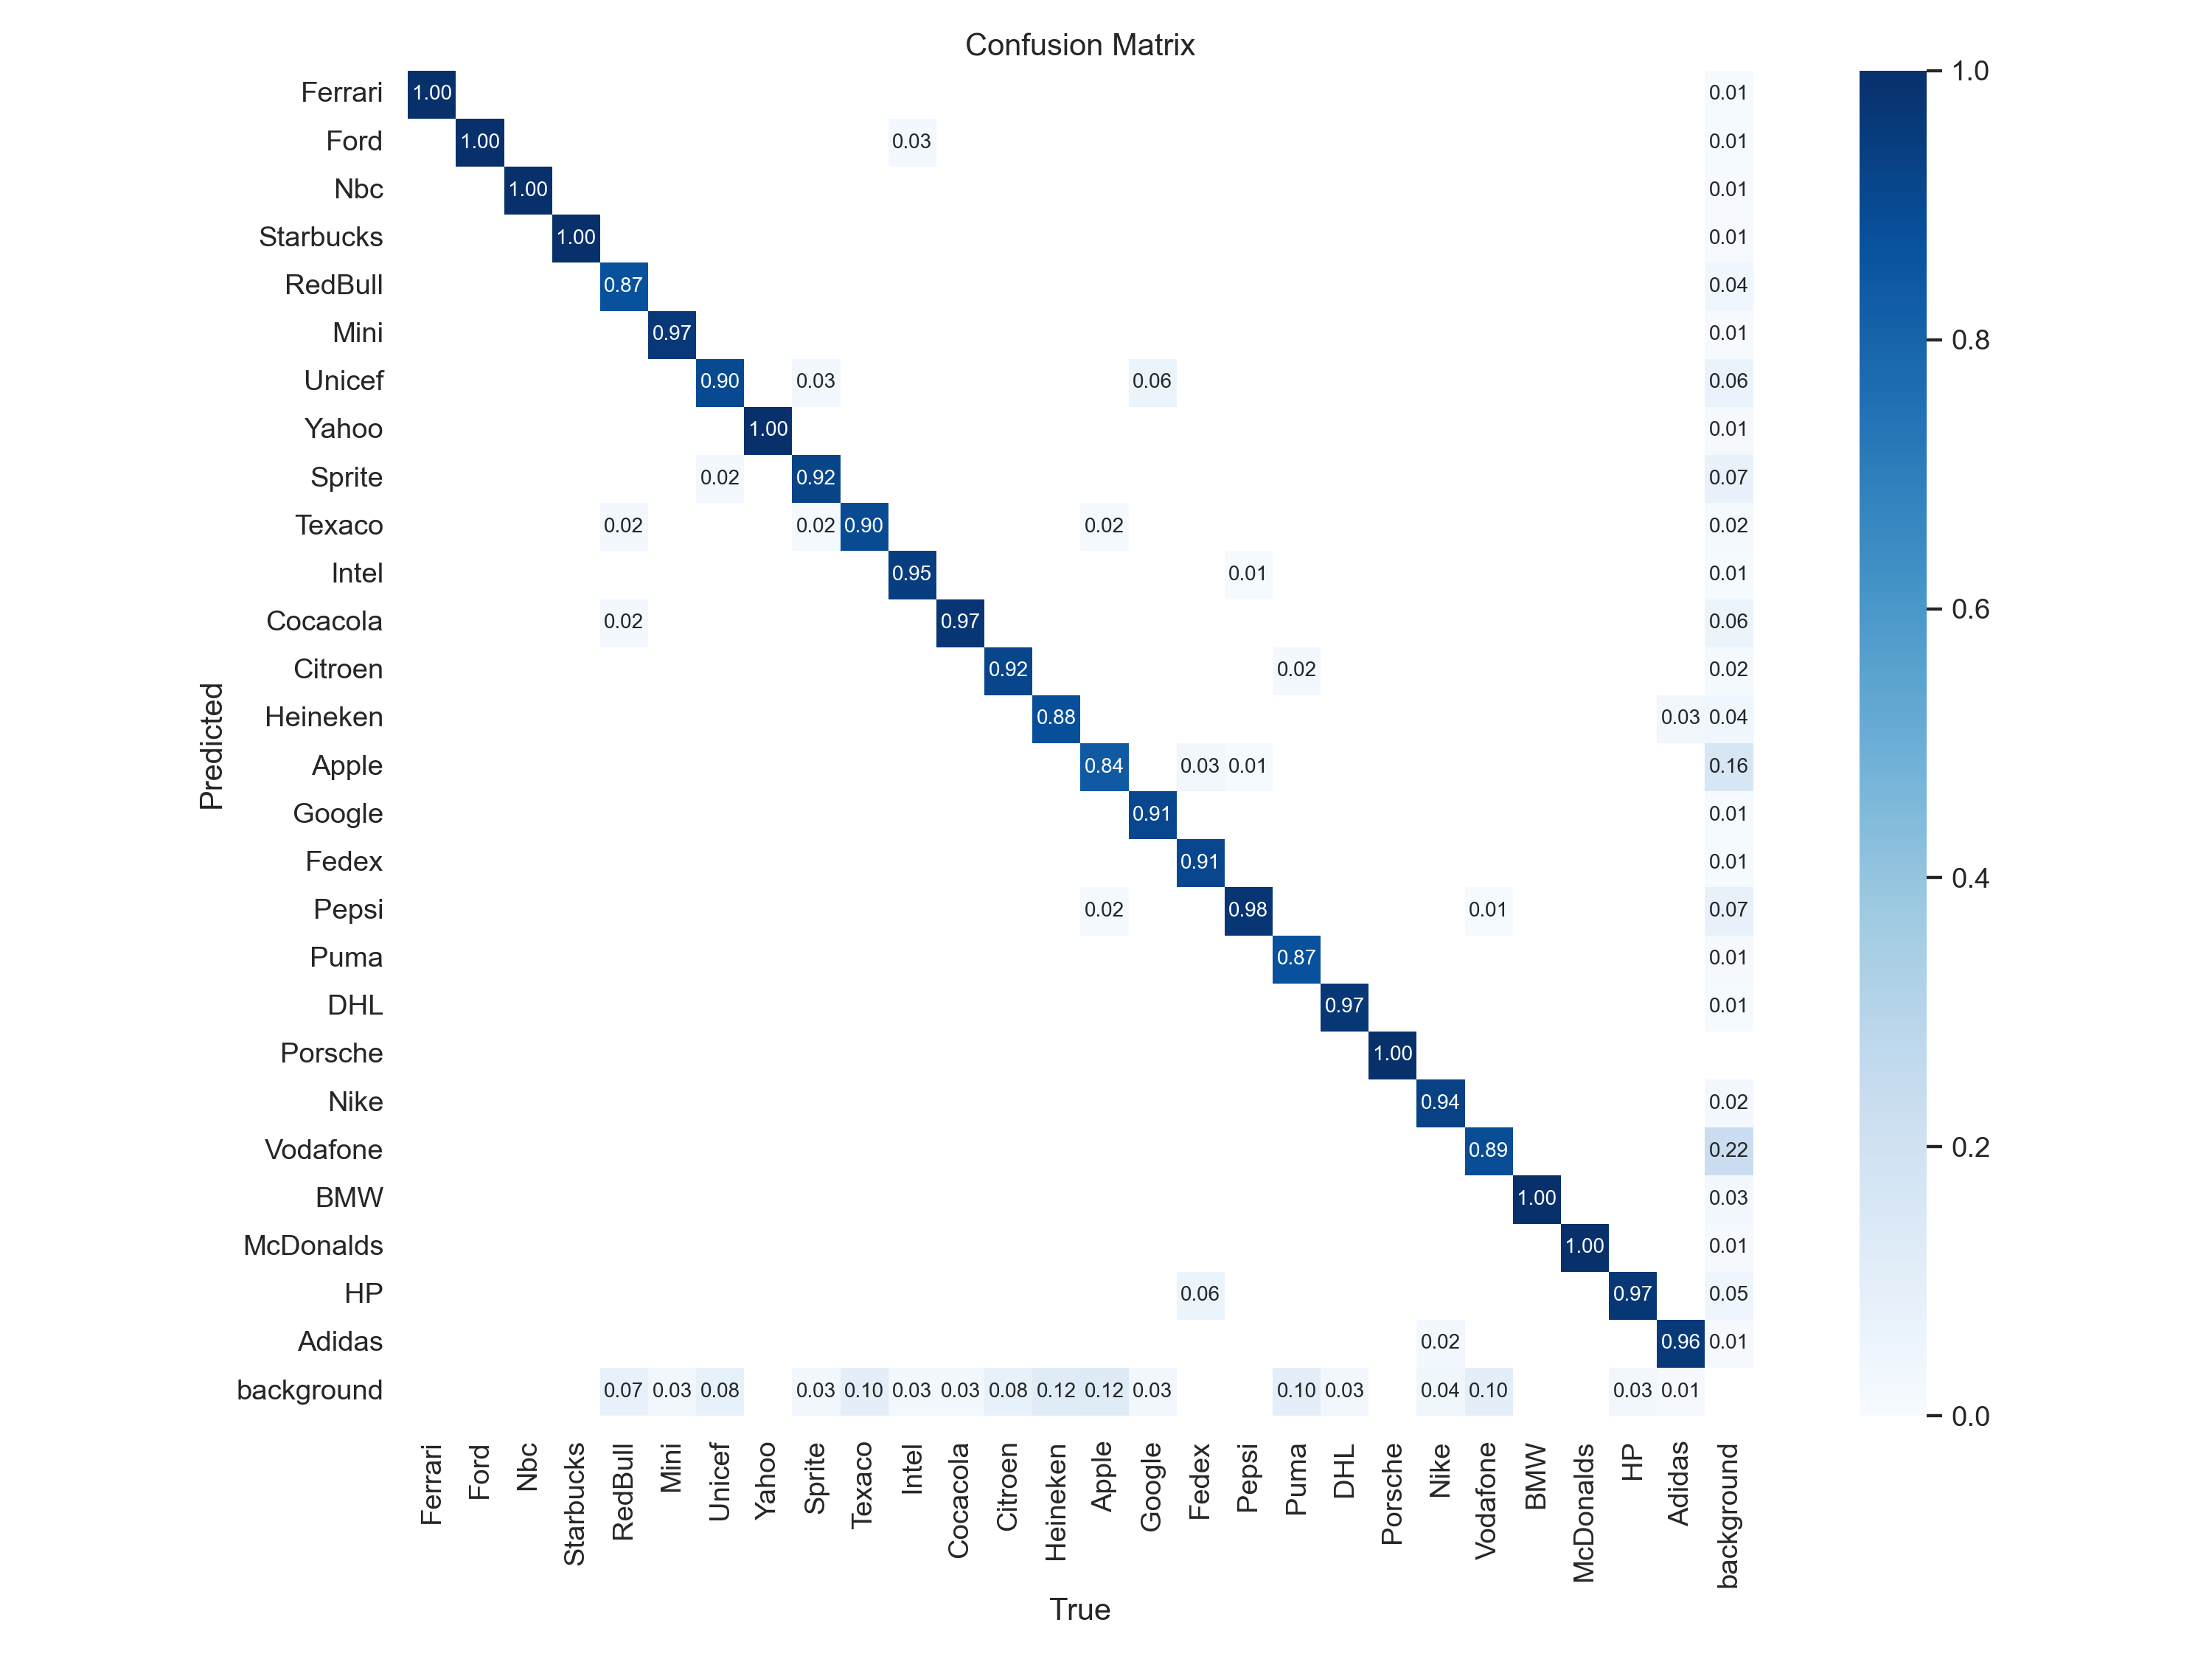 Confusion Matrix
Ferrari 1.00 0.01 1.0
Ford 1.00 0.03 0.01
Nbc 1.00 0.01
Starbucks 1.00 0.01
RedBull 0.87 0.04
Mini 0.97 0.01 0.8
Unicef 0.90 0.03 0.06 0.06
Yahoo 1.00 0.01
Sprite 0.02 0.92 0.07
Texaco 0.02 0.02 0.90 0.02 0.02
Intel 0.95 0.01 0.01
0.6
Cocacola 0.02 0.97 0.06
Citroen 0.92 0.02 0.02
Heineken 0.88 0.03 0.04
Predicted
Apple 0.84 0.03 0.01 0.16
Google 0.91 0.01
Fedex 0.91 0.01
0.4
Pepsi 0.02 0.98 0.01 0.07
Puma 0.87 0.01
DHL 0.97 0.01
Porsche 1.00
Nike 0.94 0.02
Vodafone 0.89 0.22 0.2
BMW 1.00 0.03
McDonalds 1.00 0.01
HP 0.06 0.97 0.05
Adidas 0.02 0.96 0.01
background 0.07 0.03 0.08 0.03 0.10 0.03 0.03 0.08 0.12 0.12 0.03 0.10 0.03 0.04 0.10 0.03 0.01
0.0
Ferrari Ford Nbc Starbucks RedBull Mini Unicef Yahoo Sprite Texaco Intel Cocacola Citroen Heineken Apple Google Fedex Pepsi Puma DHL Porsche Nike Vodafone BMW McDonalds HP Adidas background
True